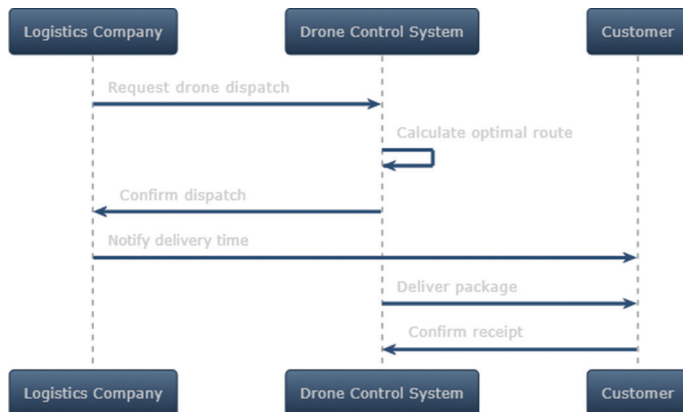 Logistics Company Drone Control System Customer
Request drone dispatch
Calculate optimal route
Confirm dispatch
Notify delivery time
Deliver package
Confirm receipt
Logistics Company Drone Control System Customer